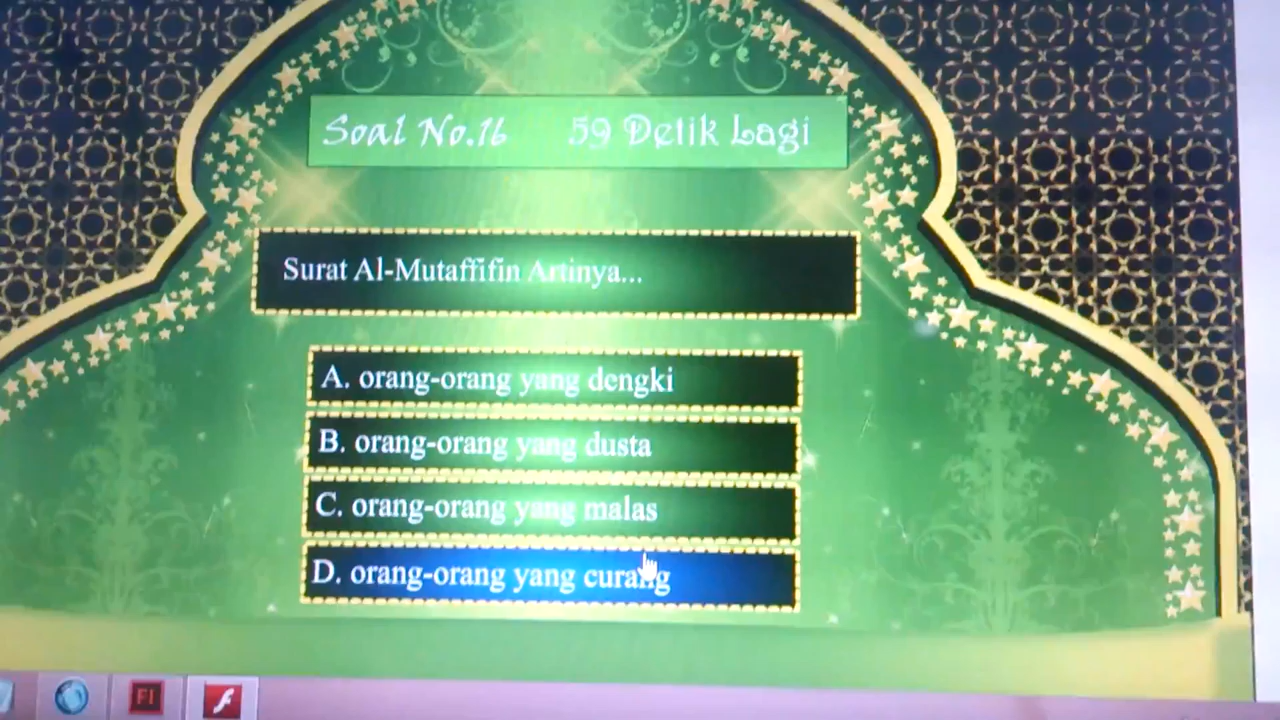 Soal No.16 59 Detik Lagi
Surat Al-Mutaffifin Artinya...
A. orang-orang yang dengki
B. orang-orang yang dusta
C. orang-orang yang malas
D. orang-orang yang curang
Fl